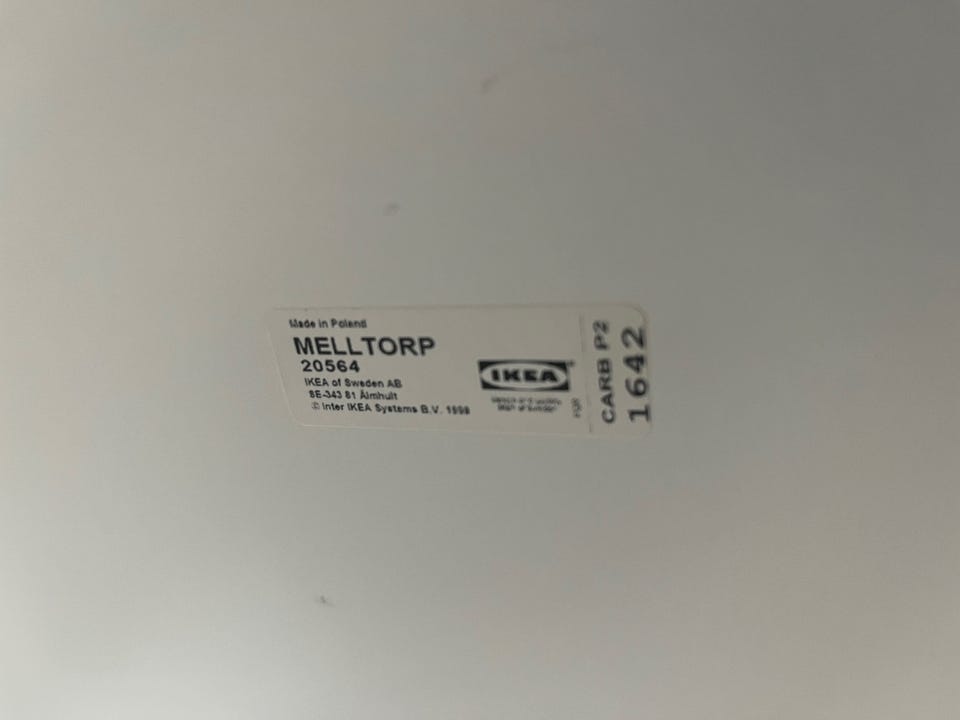 Made in Poland
MELLTORP
20564
IKEA of Sweden AB
SE-343 81 Älmhult
© Inter IKEA Systems B.V. 1998
IKEA
CARB P2
1642